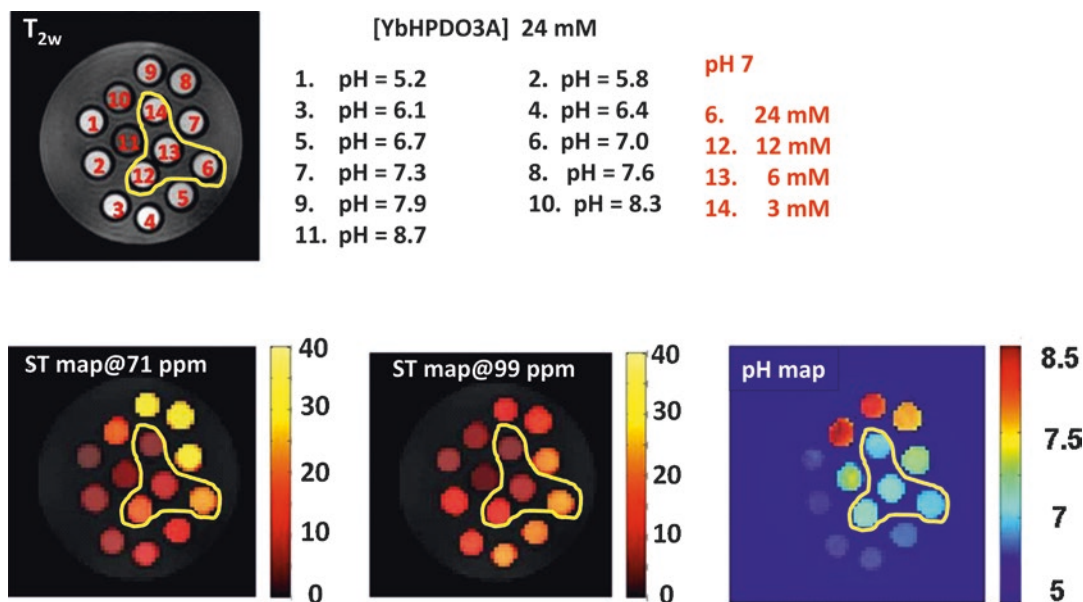 T2w
[YbHPDO3A] 24 mM
1. pH = 5.2 2. pH = 5.8
3. pH = 6.1 4. pH = 6.4
5. pH = 6.7 6. pH = 7.0
7. pH = 7.3 8. pH = 7.6
9. pH = 7.9 10. pH = 8.3
11. pH = 8.7
pH 7
6. 24 mM
12. 12 mM
13. 6 mM
14. 3 mM
9
8
10
14
1
7
11
13
2
12
6
5
3
4
ST map@71 ppm
40
30
20
10
0
ST map@99 ppm
40
30
20
10
0
pH map
8.5
7.5
7
5